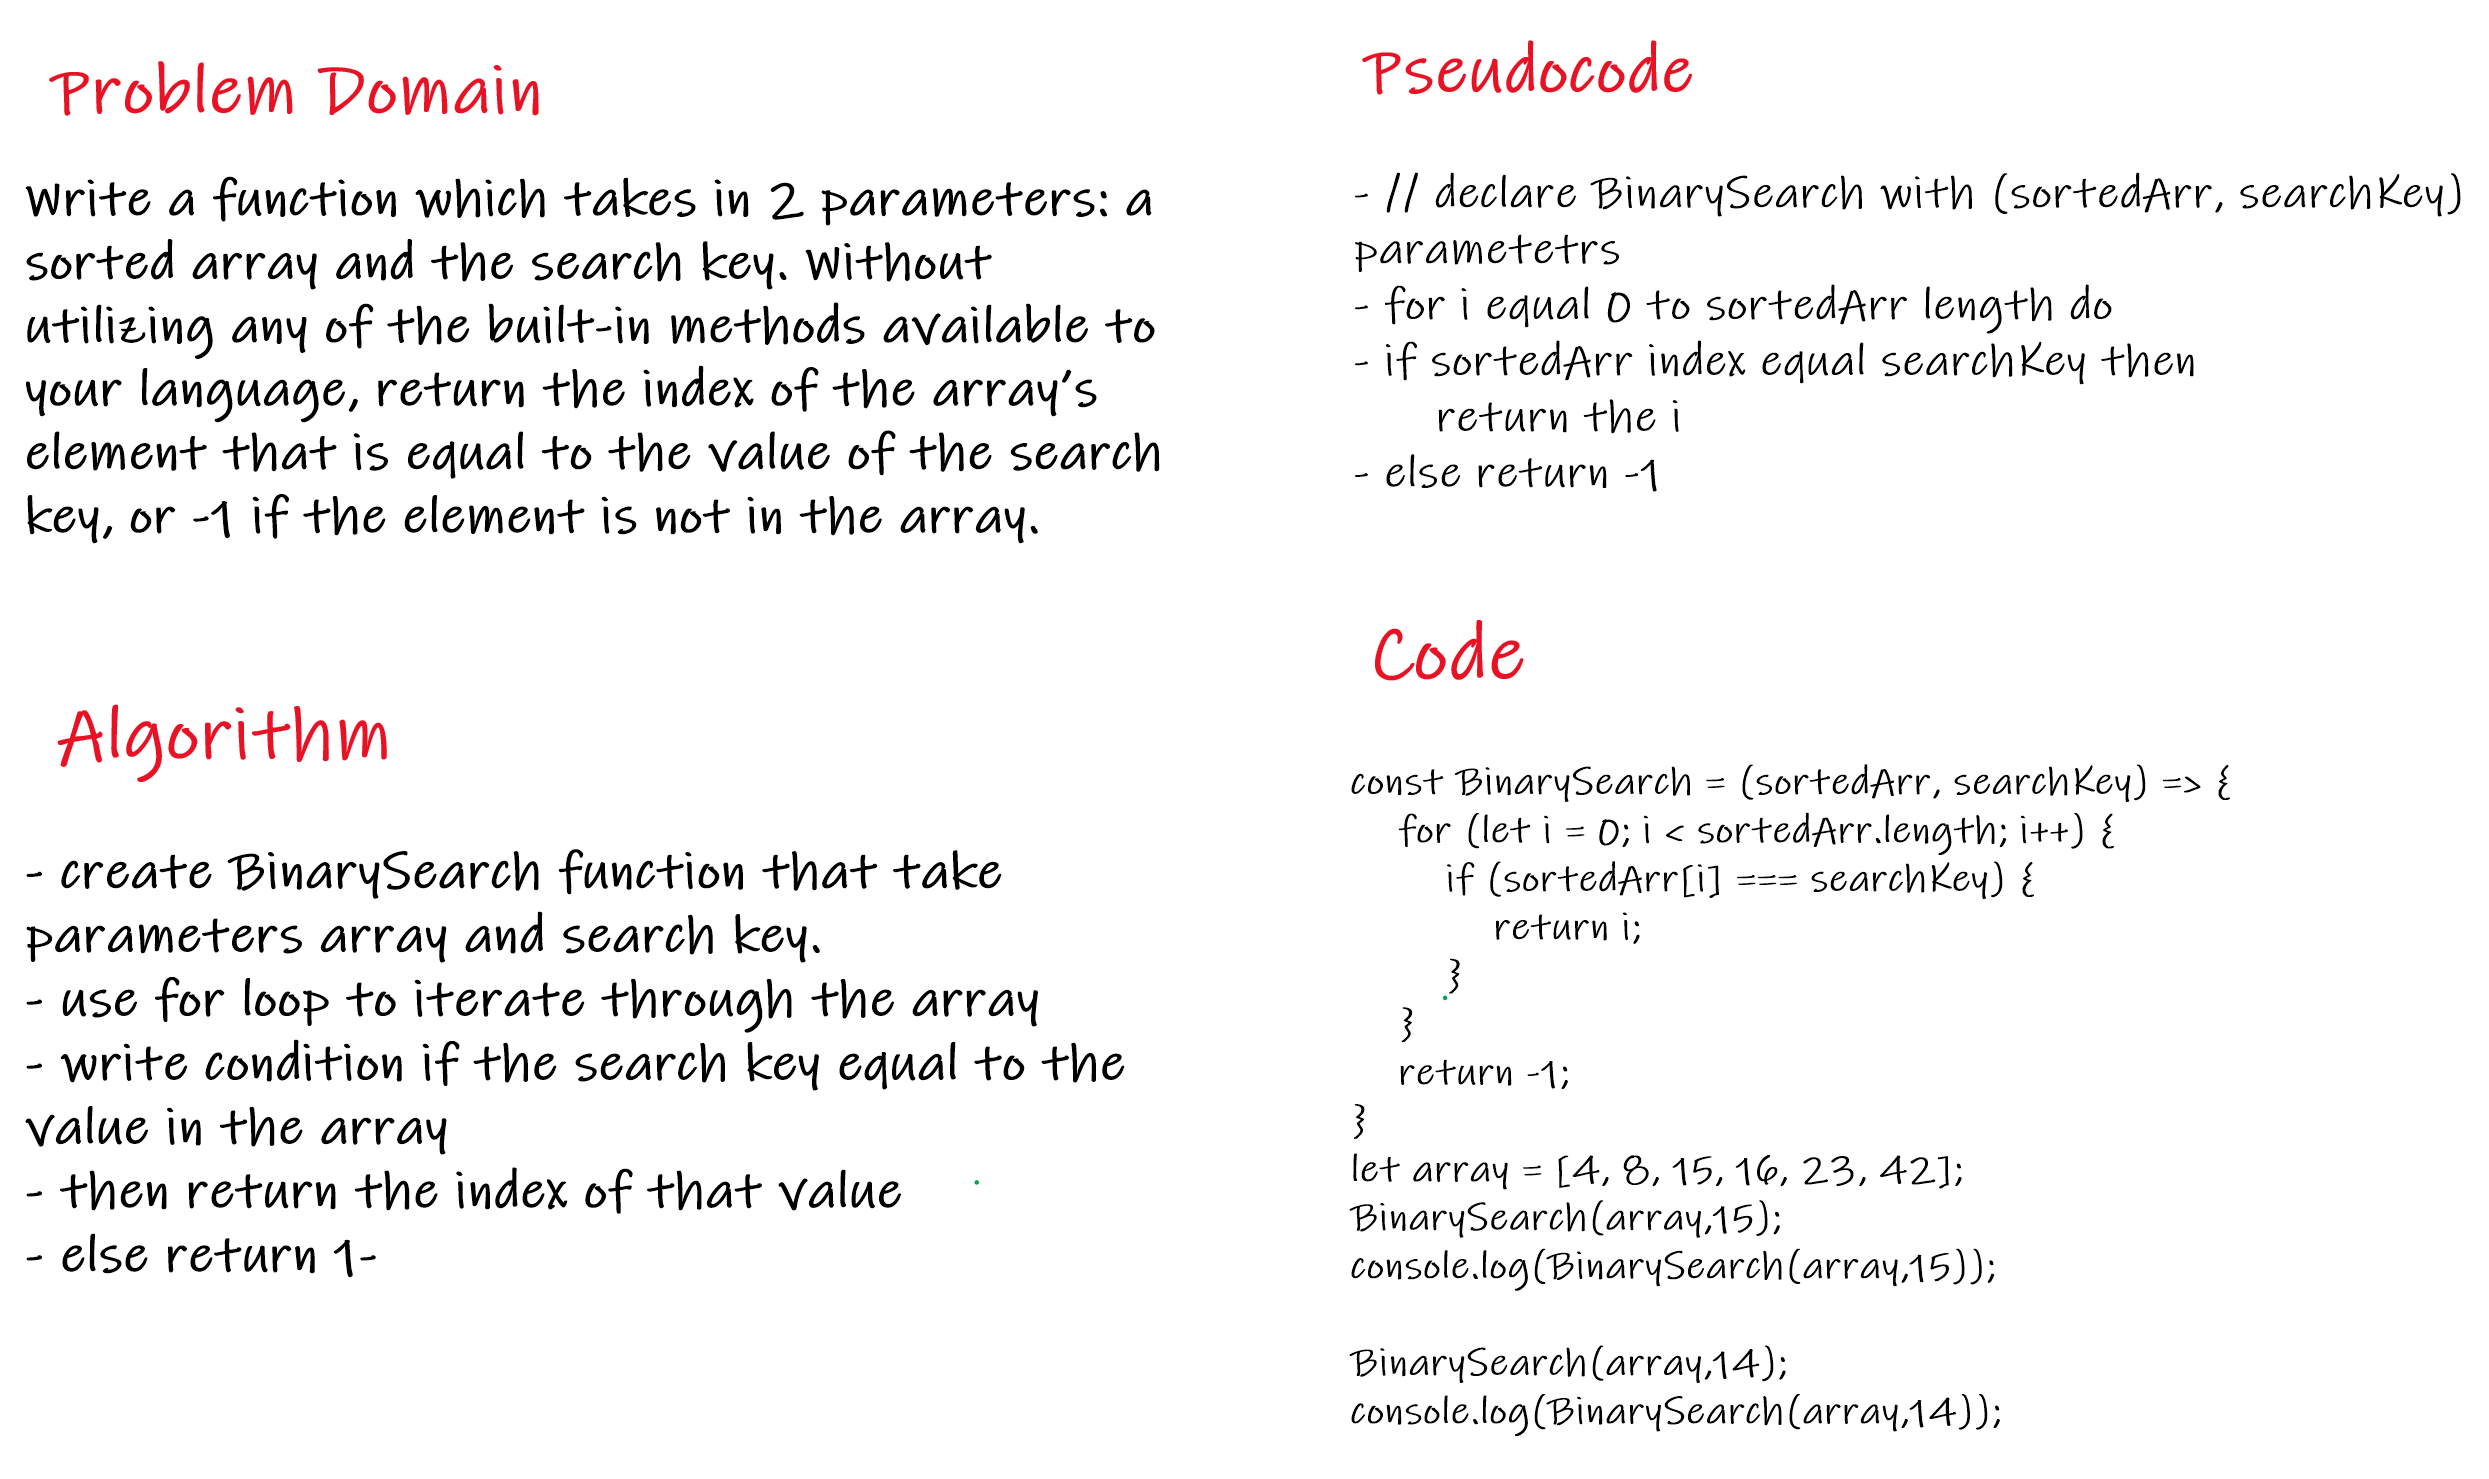 Problem Domain
Write a function which takes in 2 parameters: a
sorted array and the search key. Without
utilizing any of the built-in methods available to
your language, return the index of the array's
element that is equal to the value of the search
key, or -1 if the element is not in the array.
Algorithm
- create BinarySearch function that take
parameters array and search key.
- use for loop to iterate through the array
- write condition if the search key equal to the
value in the array
- then return the index of that value
- else return 1-
Pseudocode
- // declare BinarySearch with (sortedArr, searchKey)
parametetrs
- for i equal 0 to sortedArr length do
- if sortedArr index equal searchKey then
return the i
- else return -1
Code
const BinarySearch = (sortedArr, searchKey) => {
for (let i = 0; i < sortedArr.length; i++) {
if (sortedArr[i] === searchKey) {
return i;
}
}
return -1;
}
let array = [4, 8, 15, 16, 23, 42];
BinarySearch(array,15);
console.log(BinarySearch(array,15));
BinarySearch(array,14);
console.log(BinarySearch(array,14));